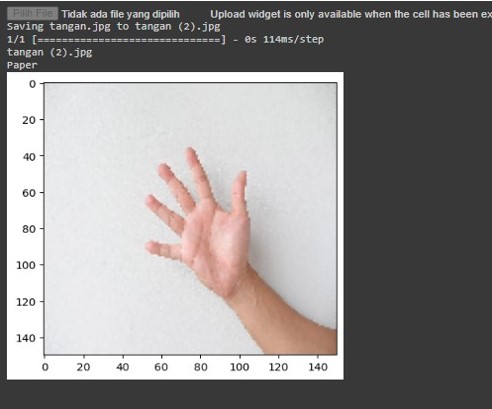 Pilih File Tidak ada file yang dipilih Upload widget is only available when the cell has been ex
Saving tangan.jpg to tangan (2).jpg
1/1 [==============================] - 0s 114ms/step
tangan (2).jpg
Paper
0
20
40
60
80
100
120
140
0 20 40 60 80 100 120 140